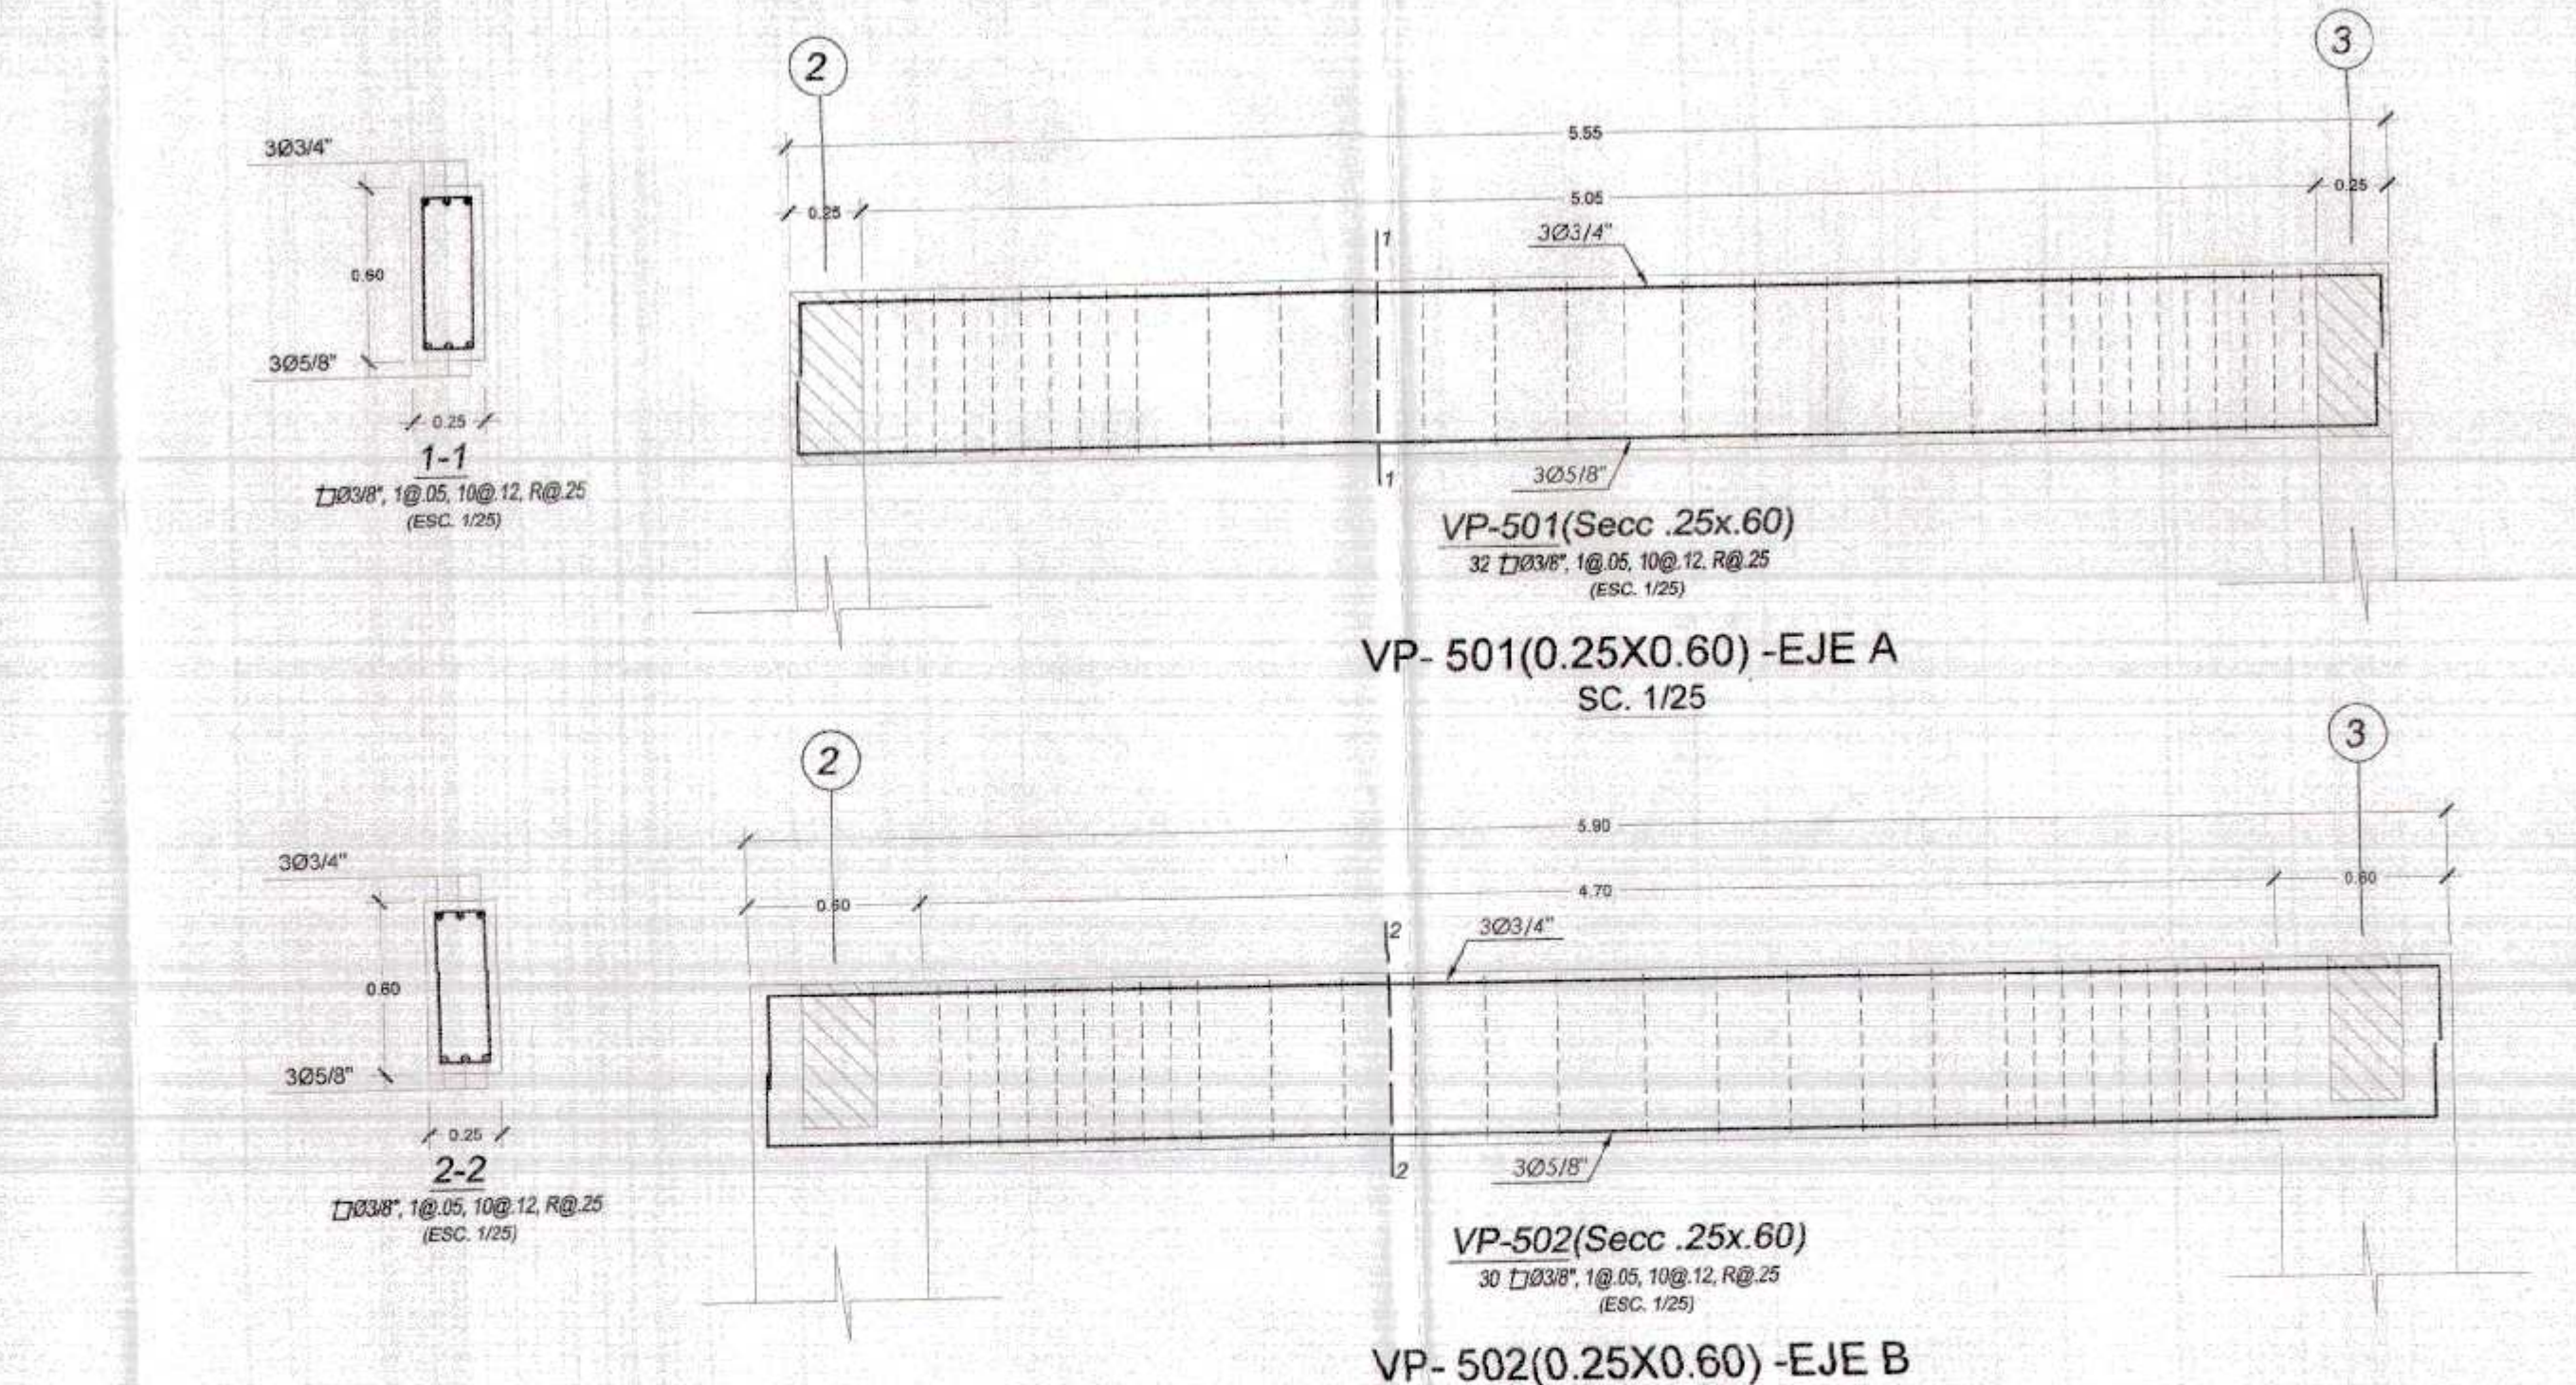 2
3
5.55
0.25
5.05
0.25
3Ø3/4"
3Ø3/4"
1
0.60
3Ø5/8"
0.25
1-1
Ø3/8", 1@.05, 10@.12, R@.25
(ESC. 1/25)
3Ø5/8"
1
VP-501(Secc .25x.60)
32 Ø3/8", 1@.05, 10@.12, R@.25
(ESC. 1/25)
VP- 501(0.25X0.60) -EJE A
SC. 1/25
2
3
5.90
0.60
4.70
0.60
3Ø3/4"
2
3Ø3/4"
0.60
3Ø5/8"
0.25
2-2
Ø3/8", 1@.05, 10@.12, R@.25
(ESC. 1/25)
3Ø5/8"
2
VP-502(Secc .25x.60)
30 Ø3/8", 1@.05, 10@.12, R@.25
(ESC. 1/25)
VP- 502(0.25X0.60) -EJE B